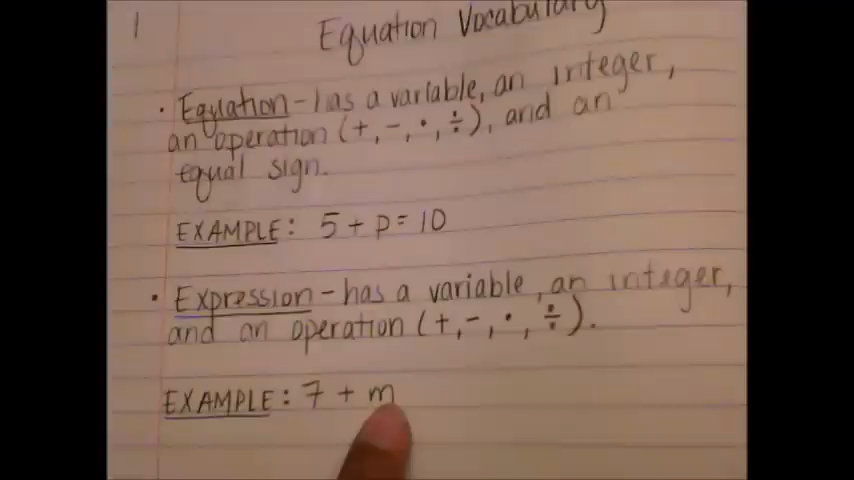 1
Equation Vocabulary
• Equation - has a variable, an integer,
an operation (+, -, •, ÷), and an
equal sign.
EXAMPLE: 5 + p = 10
• Expression - has a variable, an integer,
and an operation (+, -, •, ÷).
EXAMPLE: 7 + m